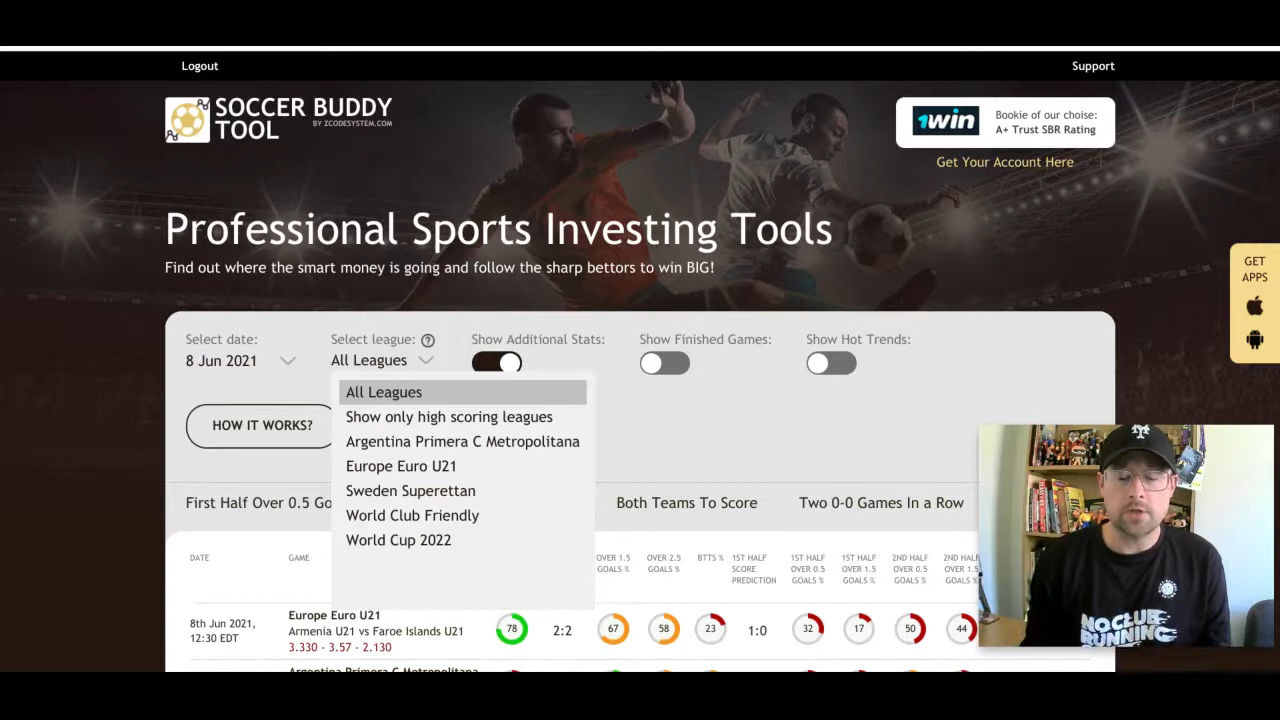 Logout
Support
SOCCER BUDDY
TOOL
BY ZCODESYSTEM.COM
1win
Bookie of our choise:
A+ Trust SBR Rating
Get Your Account Here
Professional Sports Investing Tools
Find out where the smart money is going and follow the sharp bettors to win BIG!
GET
APPS
Select date:
8 Jun 2021
Select league: ?
All Leagues
Show Additional Stats:
Show Finished Games:
Show Hot Trends:
All Leagues
Show only high scoring leagues
Argentina Primera C Metropolitana
Europe Euro U21
Sweden Superettan
World Club Friendly
World Cup 2022
HOW IT WORKS?
First Half Over 0.5 Go
Both Teams To Score
Two 0-0 Games In a Row
DATE
GAME
OVER 1.5
GOALS %
OVER 2.5
GOALS %
BTTS %
1ST HALF
SCORE
PREDICTION
1ST HALF
OVER 0.5
GOALS %
1ST HALF
OVER 1.5
GOALS %
2ND HALF
OVER 0.5
GOALS %
2ND HALF
OVER 1.5
GOALS %
8th Jun 2021,
12:30 EDT
Europe Euro U21
Armenia U21 vs Faroe Islands U21
3.330 - 3.57 - 2.130
78
2:2
67
58
23
1:0
32
17
50
44
NO CLUB
RUNNING